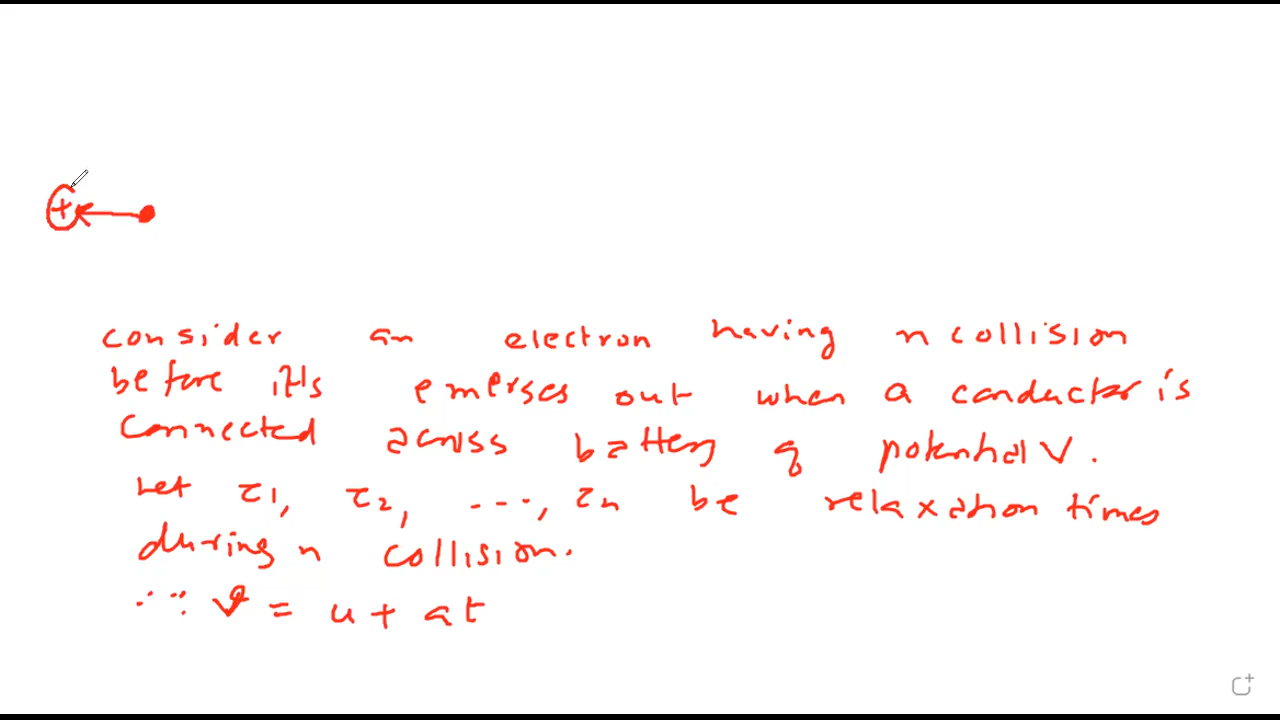 +
consider an electron having n collision
before it's emerses out when a conductor is
connected across battery of potential V.
Let τ1, τ2, ..., τn be relaxation times
during n collision.
∴ ∵ v = u + at